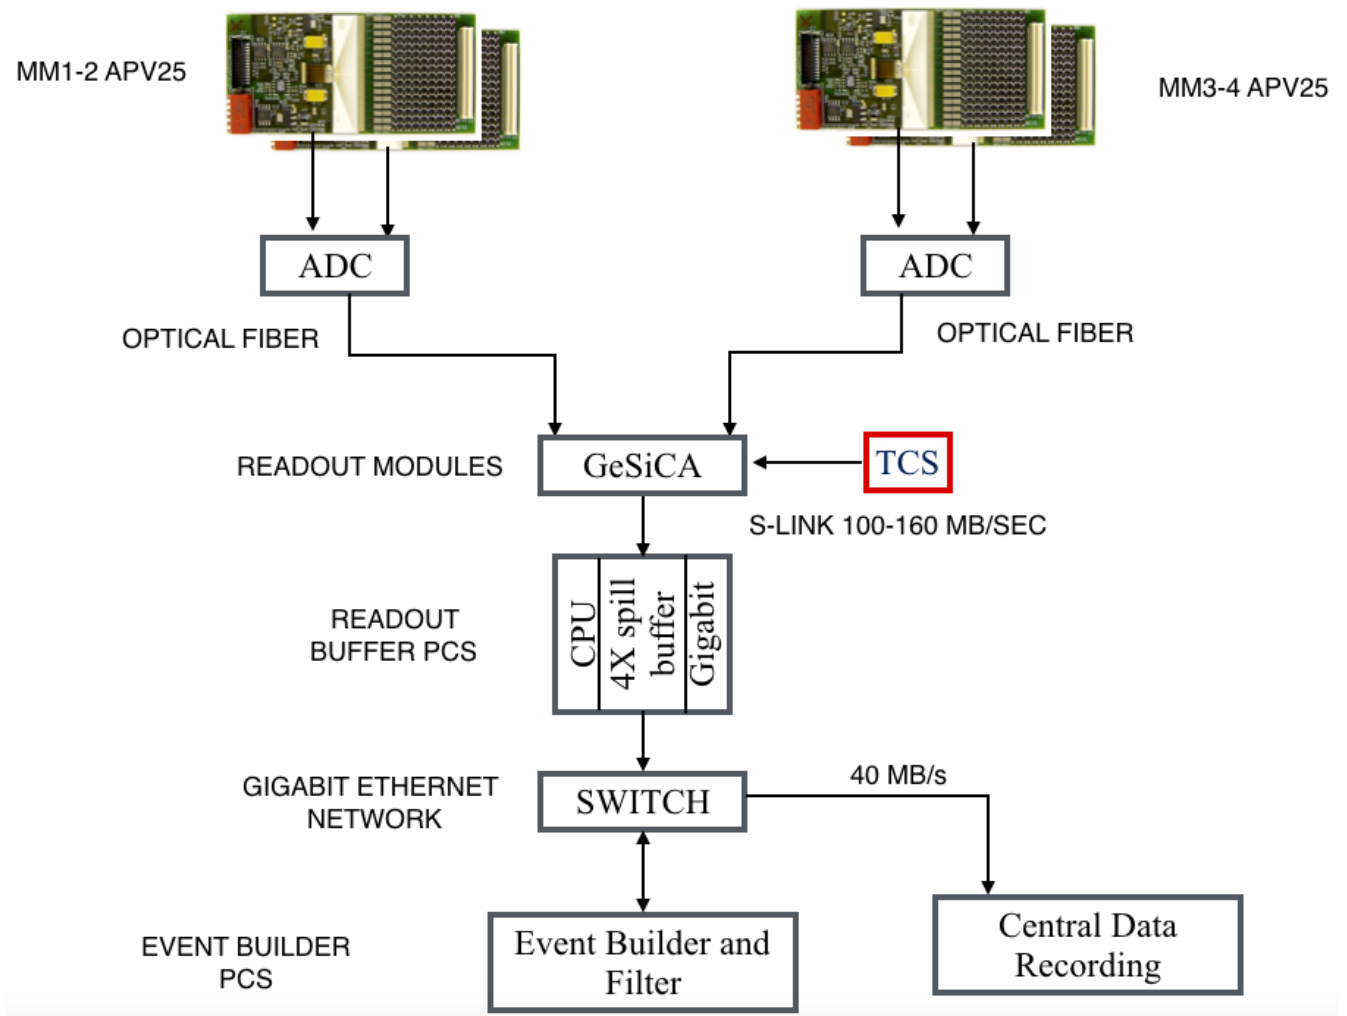 MM1-2 APV25
MM3-4 APV25
ADC
ADC
OPTICAL FIBER
OPTICAL FIBER
READOUT MODULES
GeSiCA
TCS
S-LINK 100-160 MB/SEC
READOUT
BUFFER PCS
CPU
4X spill
buffer
Gigabit
GIGABIT ETHERNET
NETWORK
SWITCH
40 MB/s
EVENT BUILDER
PCS
Event Builder and
Filter
Central Data
Recording